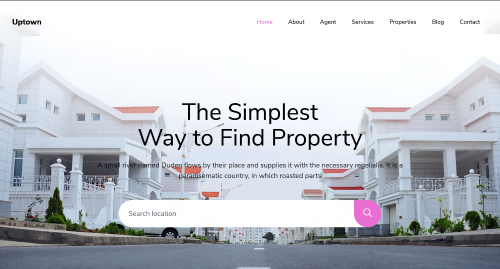 Uptown
Home About Agent Services Properties Blog Contact
The Simplest
Way to Find Property
A small river named Duden flows by their place and supplies it with the necessary regelialia. It is a
paradisematic country, in which roasted parts
Search location